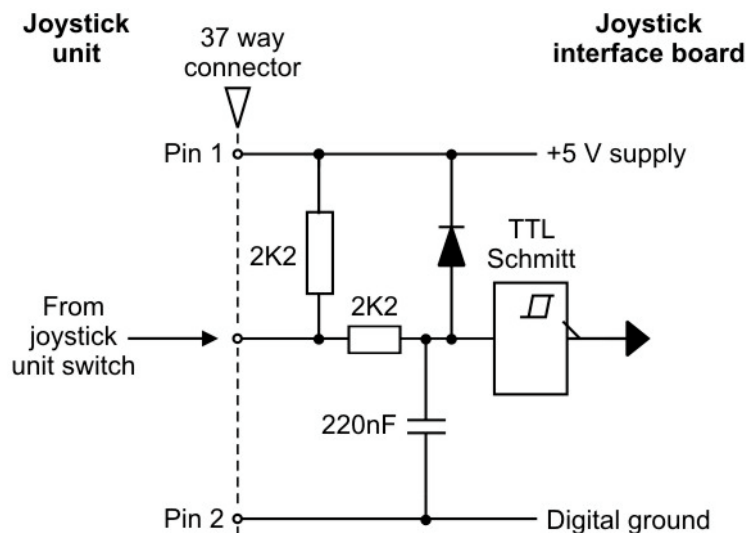 Joystick
unit
37 way
connector
Joystick
interface board
Pin 1
+5 V supply
2K2
TTL
Schmitt
2K2
From
joystick
unit switch
220nF
Pin 2
Digital ground